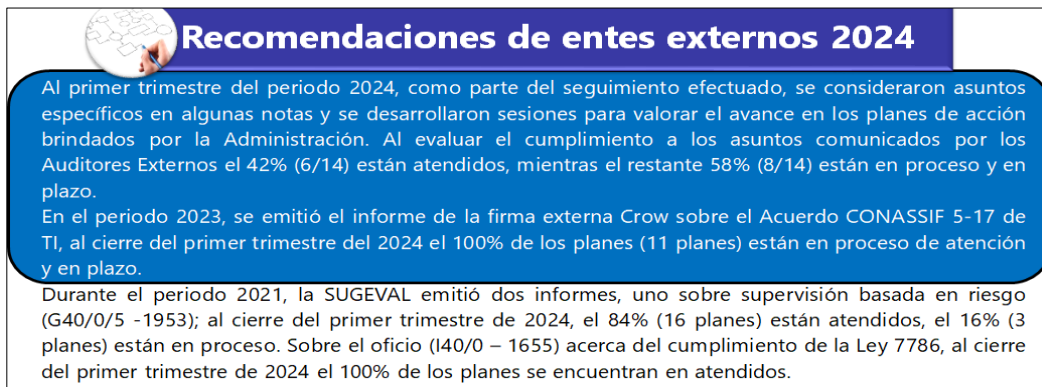 Recomendaciones de entes externos 2024
Al primer trimestre del periodo 2024, como parte del seguimiento efectuado, se consideraron asuntos
específicos en algunas notas y se desarrollaron sesiones para valorar el avance en los planes de acción
brindados por la Administración. Al evaluar el cumplimiento a los asuntos comunicados por los
Auditores Externos el 42% (6/14) están atendidos, mientras el restante 58% (8/14) están en proceso y en
plazo.
En el periodo 2023, se emitió el informe de la firma externa Crow sobre el Acuerdo CONASSIF 5-17 de
TI, al cierre del primer trimestre del 2024 el 100% de los planes (11 planes) están en proceso de atención
y en plazo.
Durante el periodo 2021, la SUGEVAL emitió dos informes, uno sobre supervisión basada en riesgo
(G40/0/5 -1953); al cierre del primer trimestre de 2024, el 84% (16 planes) están atendidos, el 16% (3
planes) están en proceso. Sobre el oficio (I40/0 – 1655) acerca del cumplimiento de la Ley 7786, al cierre
del primer trimestre de 2024 el 100% de los planes se encuentran en atendidos.